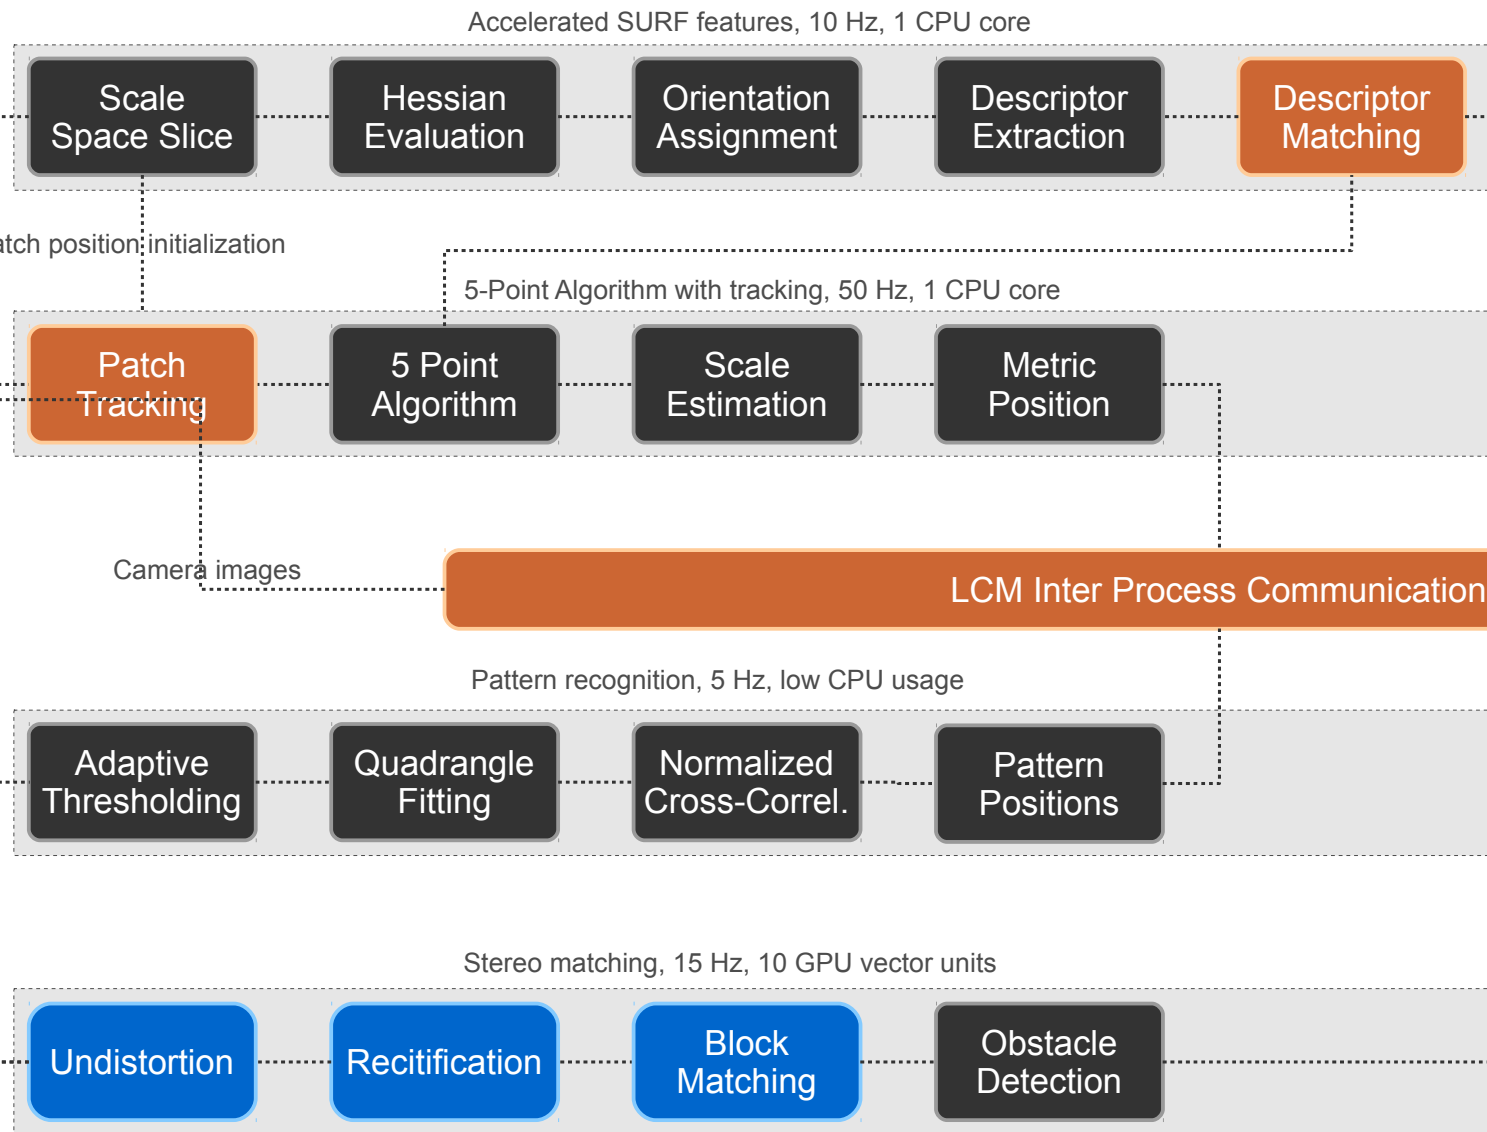 Accelerated SURF features, 10 Hz, 1 CPU core
Scale
Space Slice
Hessian
Evaluation
Orientation
Assignment
Descriptor
Extraction
Descriptor
Matching
atch position initialization
5-Point Algorithm with tracking, 50 Hz, 1 CPU core
Patch
Tracking
5 Point
Algorithm
Scale
Estimation
Metric
Position
Camera images
LCM Inter Process Communication
Pattern recognition, 5 Hz, low CPU usage
Adaptive
Thresholding
Quadrangle
Fitting
Normalized
Cross-Correl.
Pattern
Positions
Stereo matching, 15 Hz, 10 GPU vector units
Undistortion
Recitification
Block
Matching
Obstacle
Detection